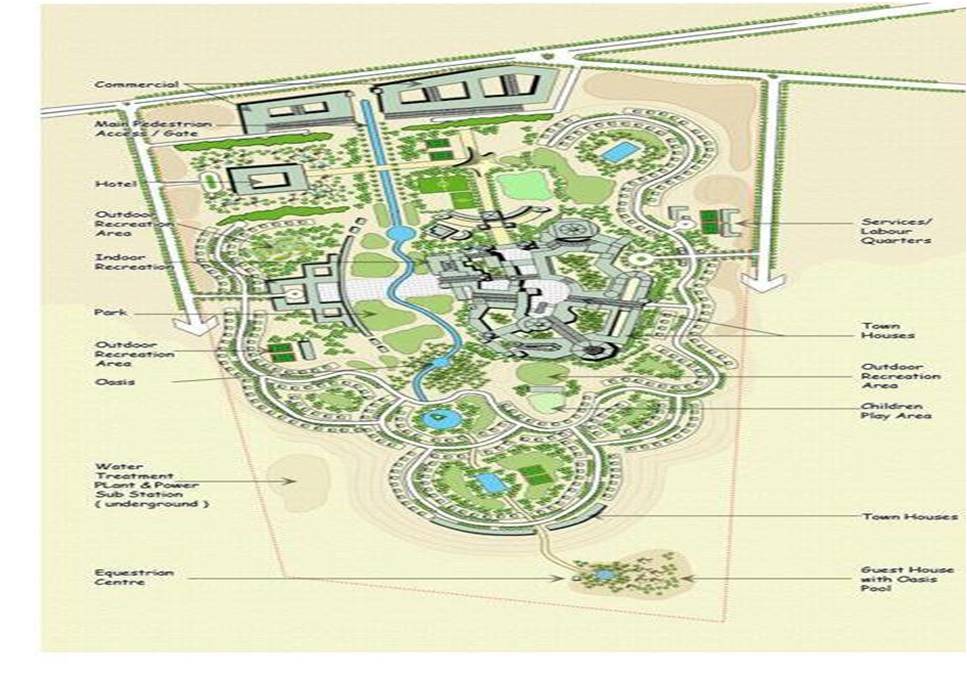 Commercial
Main Pedestrian
Access / Gate
Hotel
Outdoor
Recreation
Area
Indoor
Recreation
Park
Outdoor
Recreation
Area
Oasis
Water
Treatment
PLant & Power
Sub Station
( underground )
Equestrian
Centre
Services/
Labour
Quarters
Town
Houses
Outdoor
Recreation
Area
Children
Play Area
Town Houses
Guest House
with Oasis
Pool